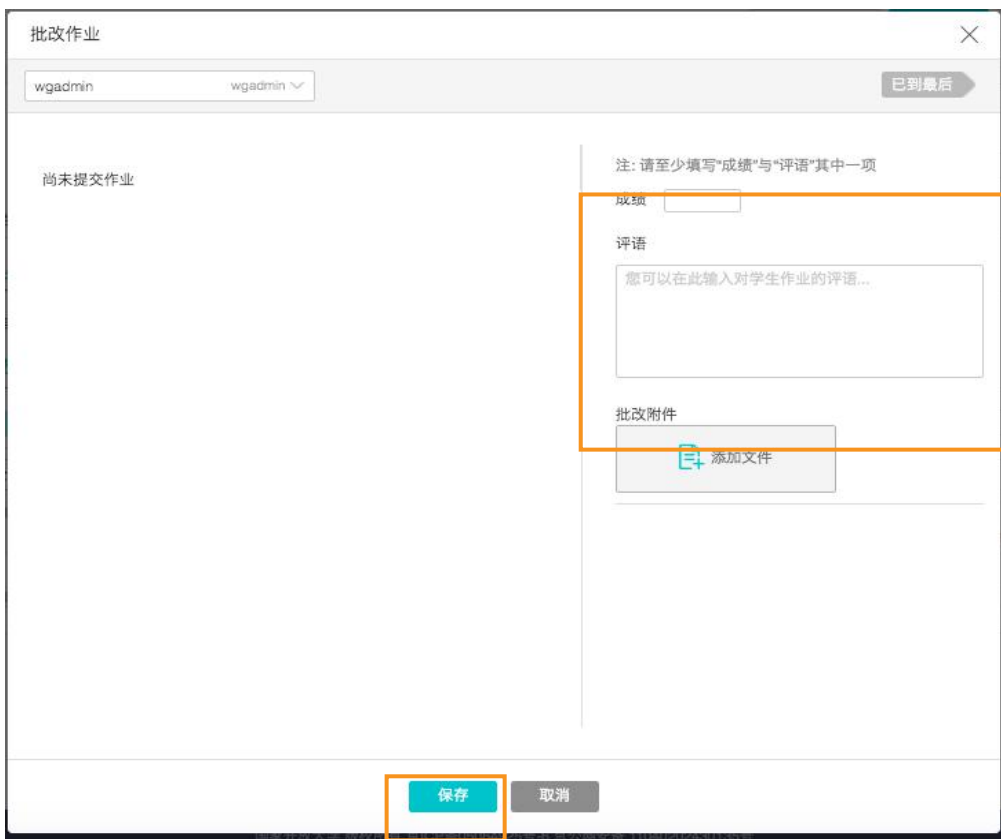 批改作业
wgadmin wgadmin
已到最后
尚未提交作业
注: 请至少填写"成绩"与"评语"其中一项
成绩
评语
您可以在此输入对学生作业的评语...
批改附件
添加文件
保存 取消